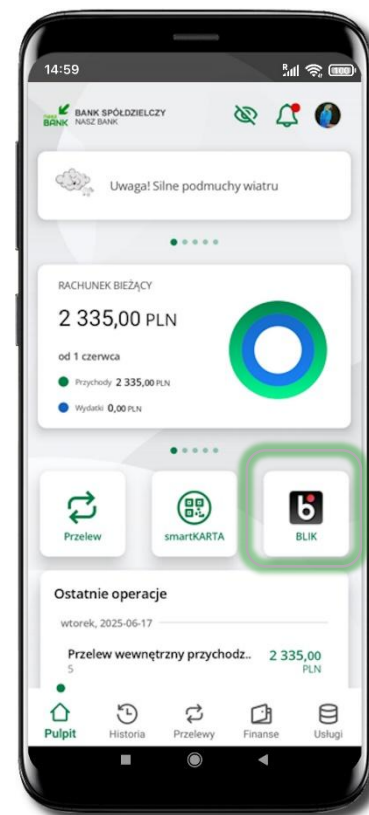 14:59
R
100
BANK SPÓŁDZIELCZY
BANK NASZ BANK
Uwaga! Silne podmuchy wiatru
RACHUNEK BIEŻĄCY
2 335,00 PLN
od 1 czerwca
Przychody 2 335,00 PLN
Wydatki 0,00 PLN
Przelew
smartKARTA
b
BLIK
Ostatnie operacje
wtorek, 2025-06-17
Przelew wewnętrzny przychodz.. 2 335,00
S PLN
Pulpit Historia Przelewy Finanse Usługi